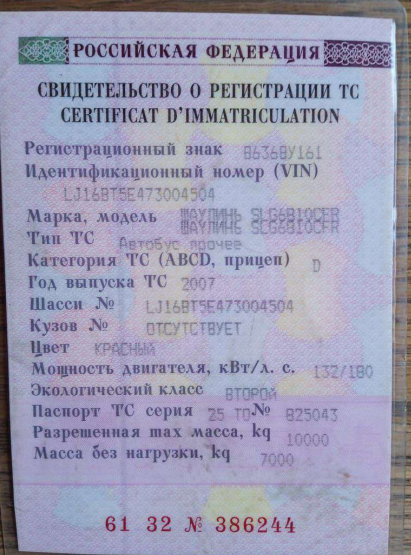 РОССИЙСКАЯ ФЕДЕРАЦИЯ
СВИДЕТЕЛЬСТВО О РЕГИСТРАЦИИ ТС
CERTIFICAT D'IMMATRICULATION
Регистрационный знак В636ВУ161
Идентификационный номер (VIN)
LJ16BT5E473004504
Марка, модель ШАУЛИНЬ SLG6810CFR
ШАУЛИНЬ SLG6810CFR
Тип ТС Автобус прочее
Категория ТС (ABCD, прицеп) D
Год выпуска ТС 2007
Шасси № LJ16BT5E473004504
Кузов № ОТСУТСТВУЕТ
Цвет КРАСНЫЙ
Мощность двигателя, кВт/л. с. 132/180
Экологический класс ВТОРОЙ
Паспорт ТС серия 25 ТО № 825043
Разрешенная max масса, kg 10000
Масса без нагрузки, kg 7000
61 32 № 386244